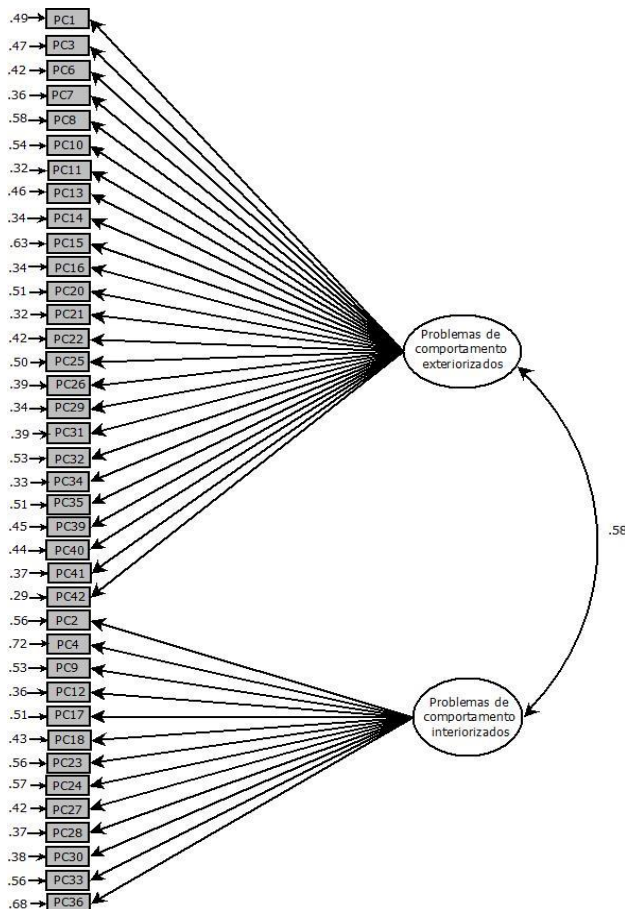 .49 PC1
.47 PC3
.42 PC6
.36 PC7
.58 PC8
.54 PC10
.32 PC11
.46 PC13
.34 PC14
.63 PC15
.34 PC16
.51 PC20
.32 PC21
.42 PC22
.50 PC25
.39 PC26
.34 PC29
.39 PC31
.53 PC32
.33 PC34
.51 PC35
.45 PC39
.44 PC40
.37 PC41
.29 PC42
.56 PC2
.72 PC4
.53 PC9
.36 PC12
.51 PC17
.43 PC18
.56 PC23
.57 PC24
.42 PC27
.37 PC28
.38 PC30
.56 PC33
.68 PC36
Problemas de
comportamento
exteriorizados
.58
Problemas de
comportamento
interiorizados